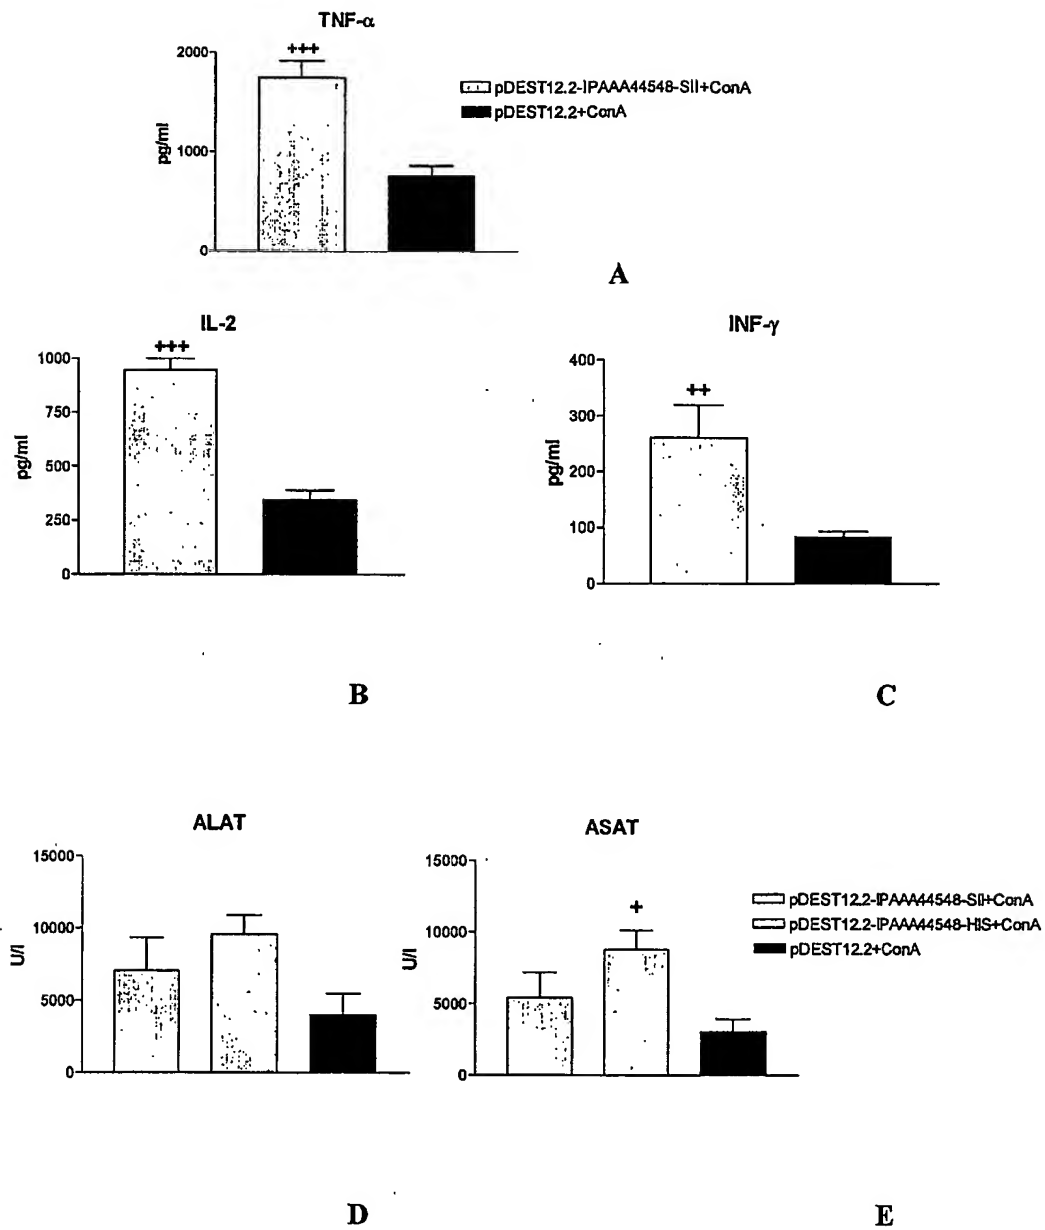 TNF-α
+++
2000
1000
0
pg/ml
pDEST12.2-IPAAA44548-SII+ConA
pDEST12.2+ConA
A
IL-2
+++
1000
750
500
250
0
pg/ml
B
INF-γ
++
400
300
200
100
0
pg/ml
C
ALAT
15000
10000
5000
0
U/l
D
ASAT
+
15000
10000
5000
0
U/l
pDEST12.2-IPAAA44548-SII+ConA
pDEST12.2-IPAAA44548-HIS+ConA
pDEST12.2+ConA
E